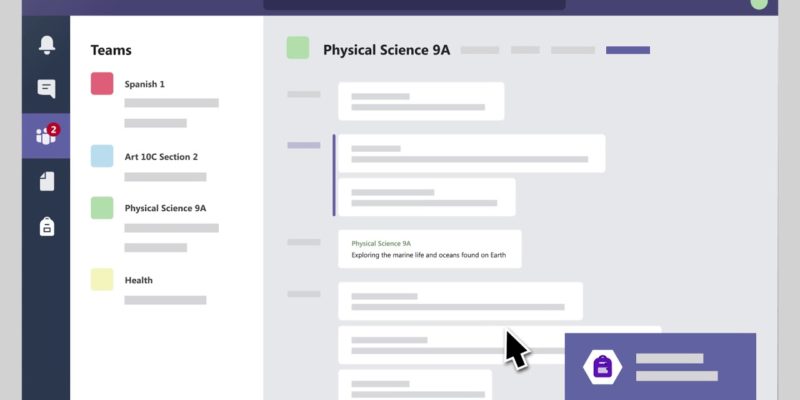 Teams
Spanish 1
Art 10C Section 2
Physical Science 9A
Health
2
Physical Science 9A
Physical Science 9A
Exploring the marine life and oceans found on Earth